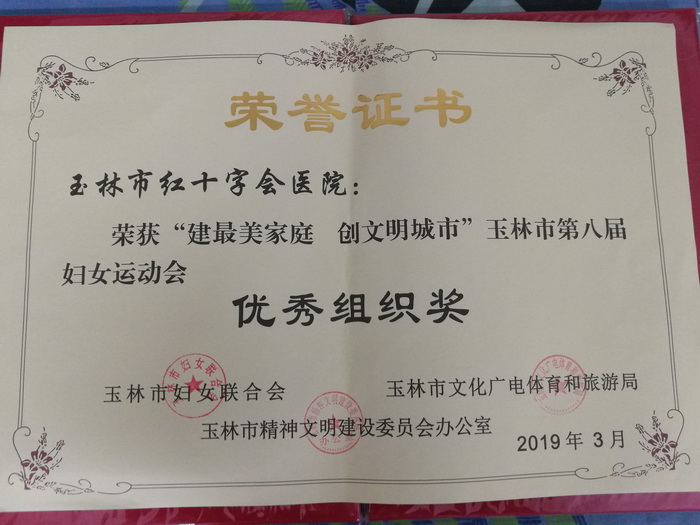 荣誉证书
玉林市红十字会医院：
荣获“建最美家庭 创文明城市”玉林市第八届
妇女运动会
优秀组织奖
玉林市妇女联合会
玉林市文化广电体育和旅游局
玉林市精神文明建设委员会办公室
2019年3月